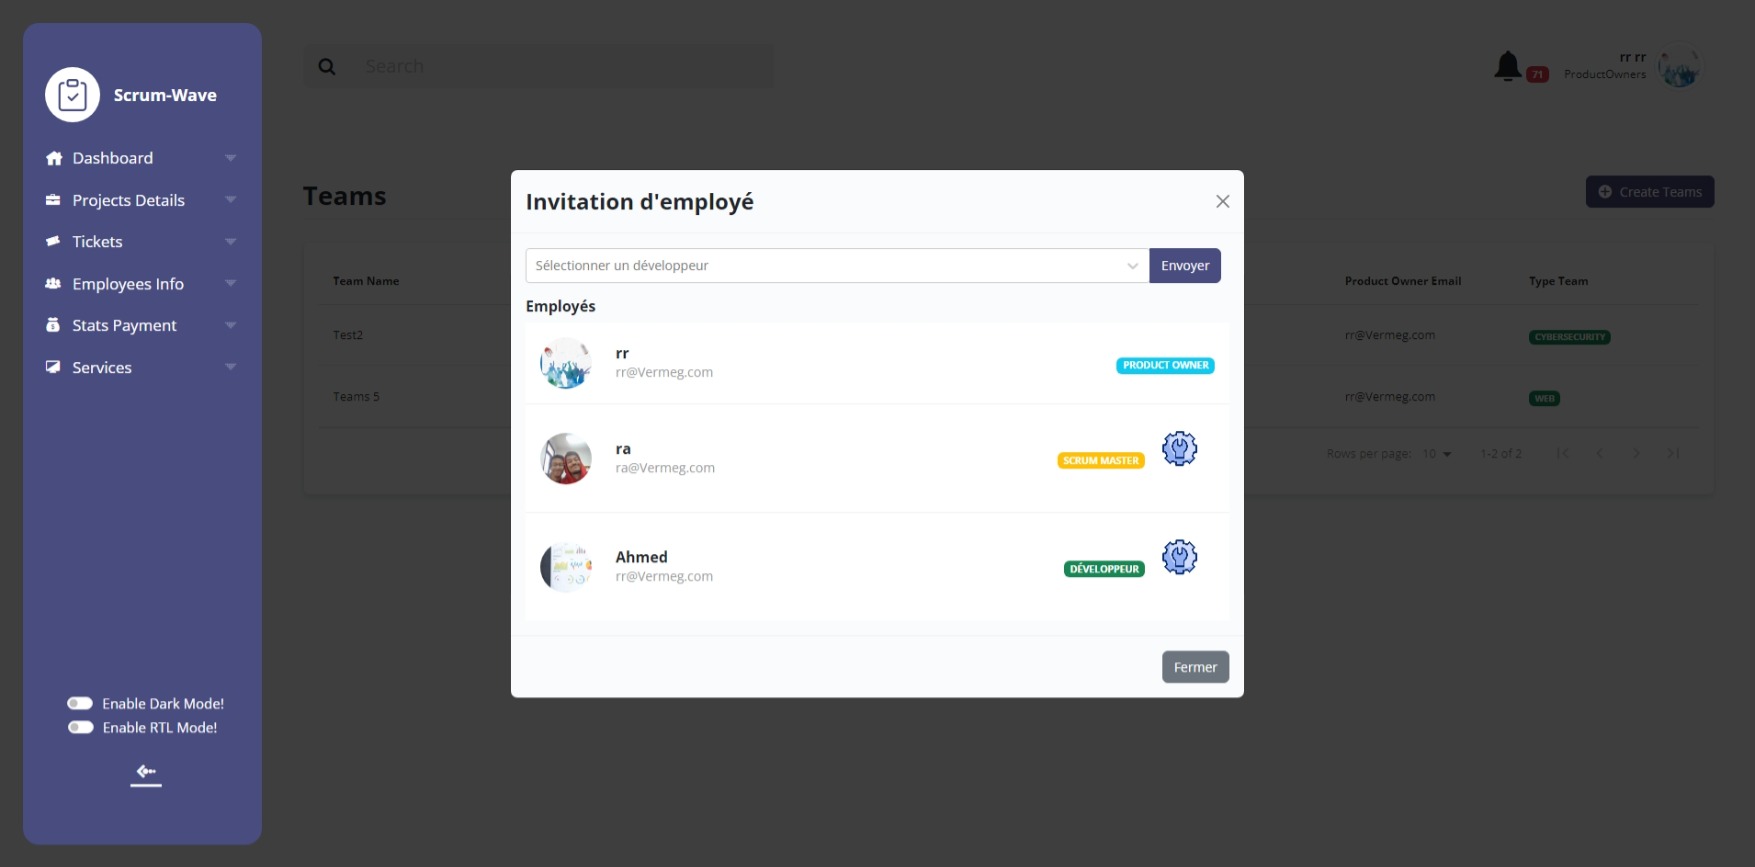 Scrum-Wave
Dashboard
Projects Details
Tickets
Employees Info
Stats Payment
Services
Enable Dark Mode!
Enable RTL Mode!
Search
71
rr rr
ProductOwners
Teams
Create Teams
Team Name
Product Owner Email
Type Team
Test2
rr@Vermeg.com
CYBERSECURITY
Teams 5
rr@Vermeg.com
WEB
Rows per page: 10
1-2 of 2
Invitation d'employé
Sélectionner un développeur
Envoyer
Employés
rr
rr@Vermeg.com
PRODUCT OWNER
ra
ra@Vermeg.com
SCRUM MASTER
Ahmed
rr@Vermeg.com
DÉVELOPPEUR
Fermer